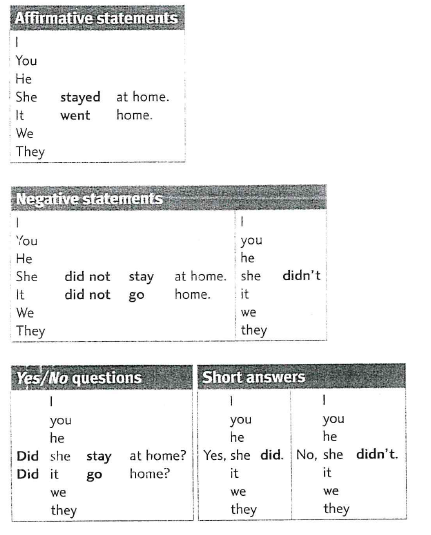 Affirmative statements
I
You
He
She stayed at home.
It went home.
We
They
Negative statements
I I
You you
He he
She did not stay at home. she didn't
It did not go home. it
We we
They they
Yes/No questions Short answers
I I I
you you you
he he he
Did she stay at home? Yes, she did. No, she didn't.
Did it go home? it it
we we we
they they they